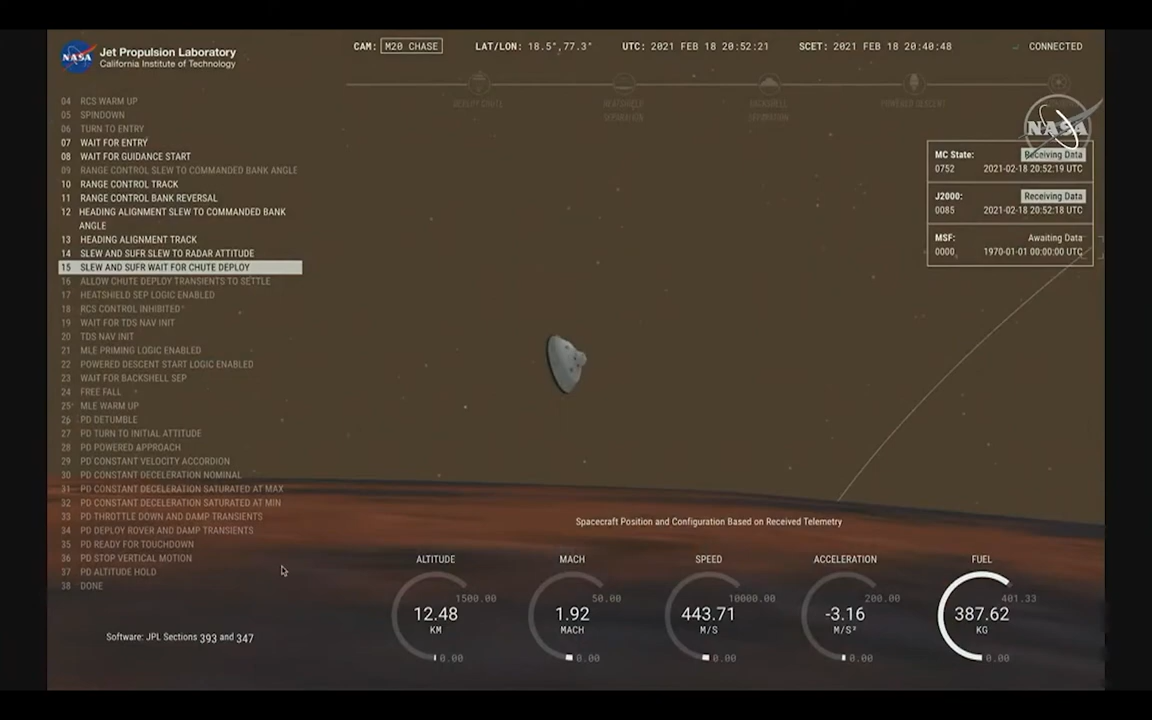 NASA
Jet Propulsion Laboratory
California Institute of Technology
CAM: M20 CHASE
LAT/LON: 18.5°,77.3°
UTC: 2021 FEB 18 20:52:21
SCET: 2021 FEB 18 20:40:48
CONNECTED
DEPLOY CHUTE
HEATSHIELD
SEPARATION
BACKSHELL
SEPARATION
POWERED DESCENT
NASA
04 RCS WARM UP
05 SPINDOWN
06 TURN TO ENTRY
07 WAIT FOR ENTRY
08 WAIT FOR GUIDANCE START
09 RANGE CONTROL SLEW TO COMMANDED BANK ANGLE
10 RANGE CONTROL TRACK
11 RANGE CONTROL BANK REVERSAL
12 HEADING ALIGNMENT SLEW TO COMMANDED BANK
ANGLE
13 HEADING ALIGNMENT TRACK
14 SLEW AND SUFR SLEW TO RADAR ATTITUDE
15 SLEW AND SUFR WAIT FOR CHUTE DEPLOY
16 ALLOW CHUTE DEPLOY TRANSIENTS TO SETTLE
17 HEATSHIELD SEP LOGIC ENABLED
18 RCS CONTROL INHIBITED
19 WAIT FOR TDS NAV INIT
20 TDS NAV INIT
21 MLE PRIMING LOGIC ENABLED
22 POWERED DESCENT START LOGIC ENABLED
23 WAIT FOR BACKSHELL SEP
24 FREE FALL
25 MLE WARM UP
26 PD DETUMBLE
27 PD TURN TO INITIAL ATTITUDE
28 PD POWERED APPROACH
29 PD CONSTANT VELOCITY ACCORDION
30 PD CONSTANT DECELERATION NOMINAL
31 PD CONSTANT DECELERATION SATURATED AT MAX
32 PD CONSTANT DECELERATION SATURATED AT MIN
33 PD THROTTLE DOWN AND DAMP TRANSIENTS
34 PD DEPLOY ROVER AND DAMP TRANSIENTS
35 PD READY FOR TOUCHDOWN
36 PD STOP VERTICAL MOTION
37 PD ALTITUDE HOLD
38 DONE
MC State: Receiving Data
0752 2021-02-18 20:52:19 UTC
J2000: Receiving Data
0085 2021-02-18 20:52:18 UTC
MSF: Awaiting Data
0000 1970-01-01 00:00:00 UTC
Spacecraft Position and Configuration Based on Received Telemetry
ALTITUDE
1500.00
12.48
KM
0.00
MACH
50.00
1.92
MACH
0.00
SPEED
10000.00
443.71
M/S
0.00
ACCELERATION
200.00
-3.16
M/S²
0.00
FUEL
401.33
387.62
KG
0.00
Software: JPL Sections 393 and 347